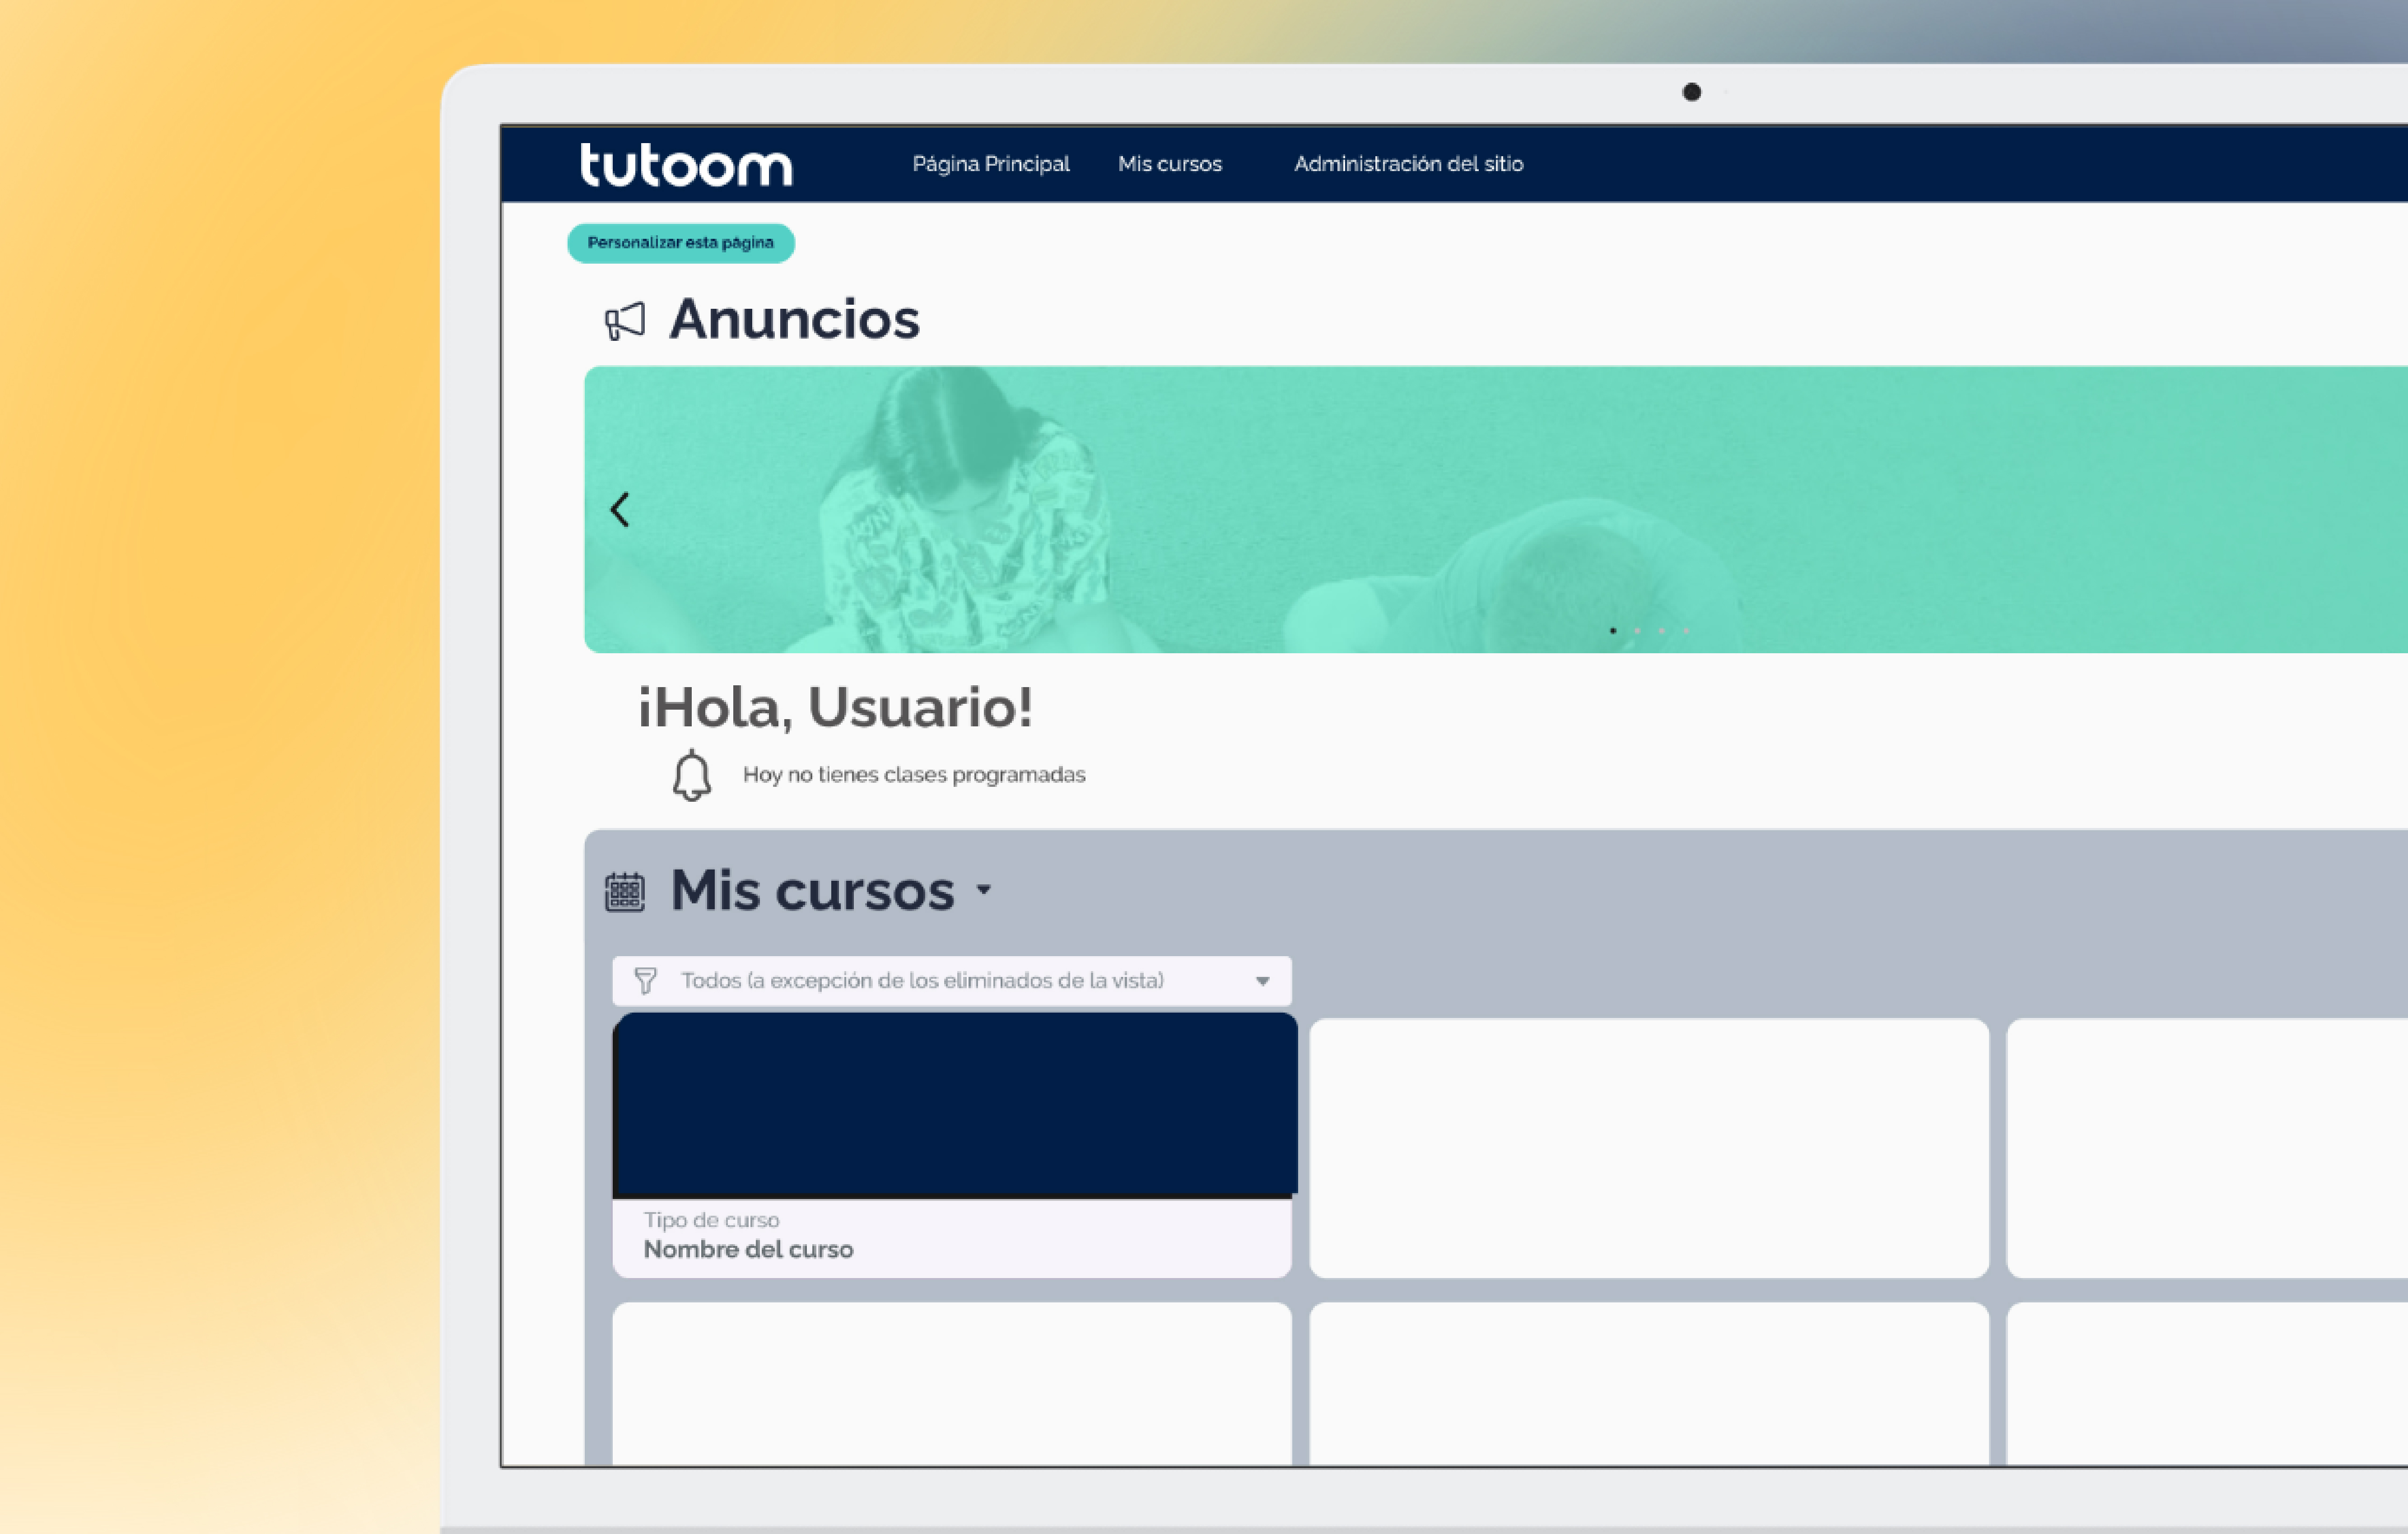 tutoom
Página Principal
Mis cursos
Administración del sitio
Personalizar esta página
Anuncios
¡Hola, Usuario!
Hoy no tienes clases programadas
Mis cursos
Todos (a excepción de los eliminados de la vista)
Tipo de curso
Nombre del curso